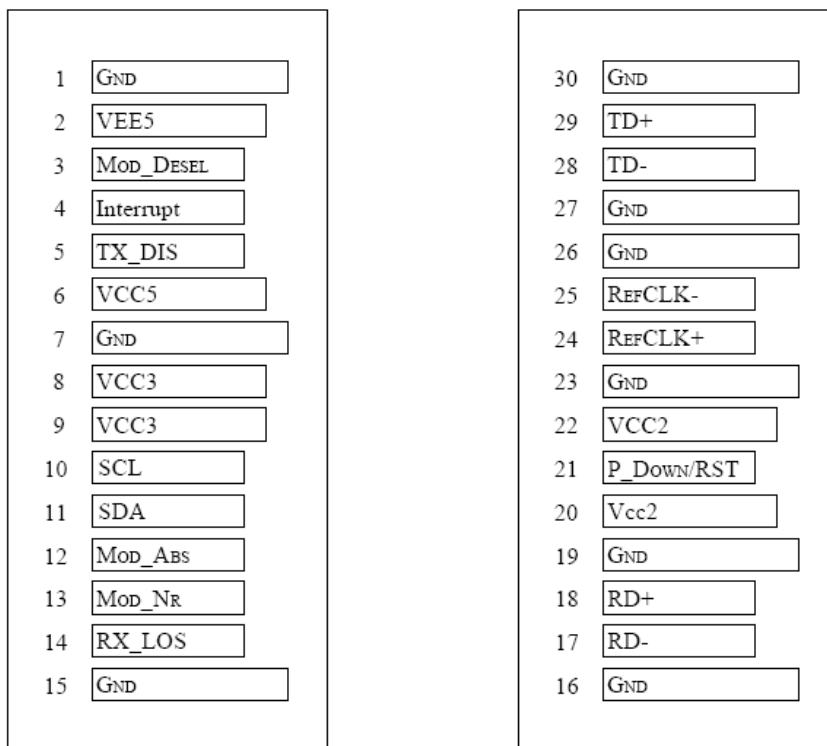 1 GND
2 VEE5
3 MOD_DESEL
4 Interrupt
5 TX_DIS
6 VCC5
7 GND
8 VCC3
9 VCC3
10 SCL
11 SDA
12 MOD_ABS
13 MOD_NR
14 RX_LOS
15 GND
30 GND
29 TD+
28 TD-
27 GND
26 GND
25 REFCLK-
24 REFCLK+
23 GND
22 VCC2
21 P_DOWN/RST
20 Vcc2
19 GND
18 RD+
17 RD-
16 GND